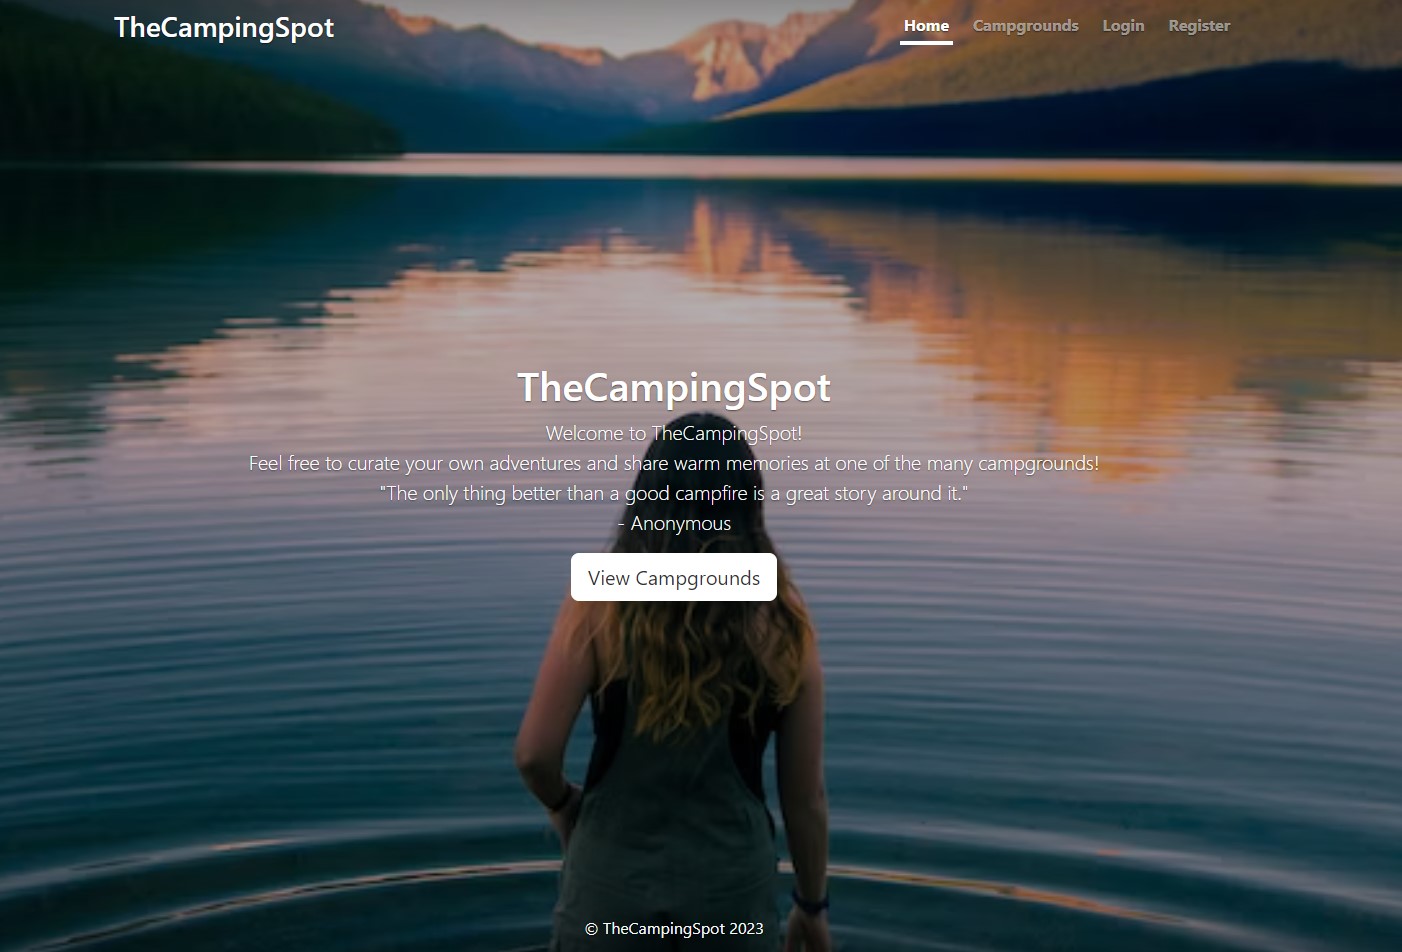 TheCampingSpot
Home Campgrounds Login Register
TheCampingSpot
Welcome to TheCampingSpot!
Feel free to curate your own adventures and share warm memories at one of the many campgrounds!
"The only thing better than a good campfire is a great story around it."
- Anonymous
View Campgrounds
© TheCampingSpot 2023